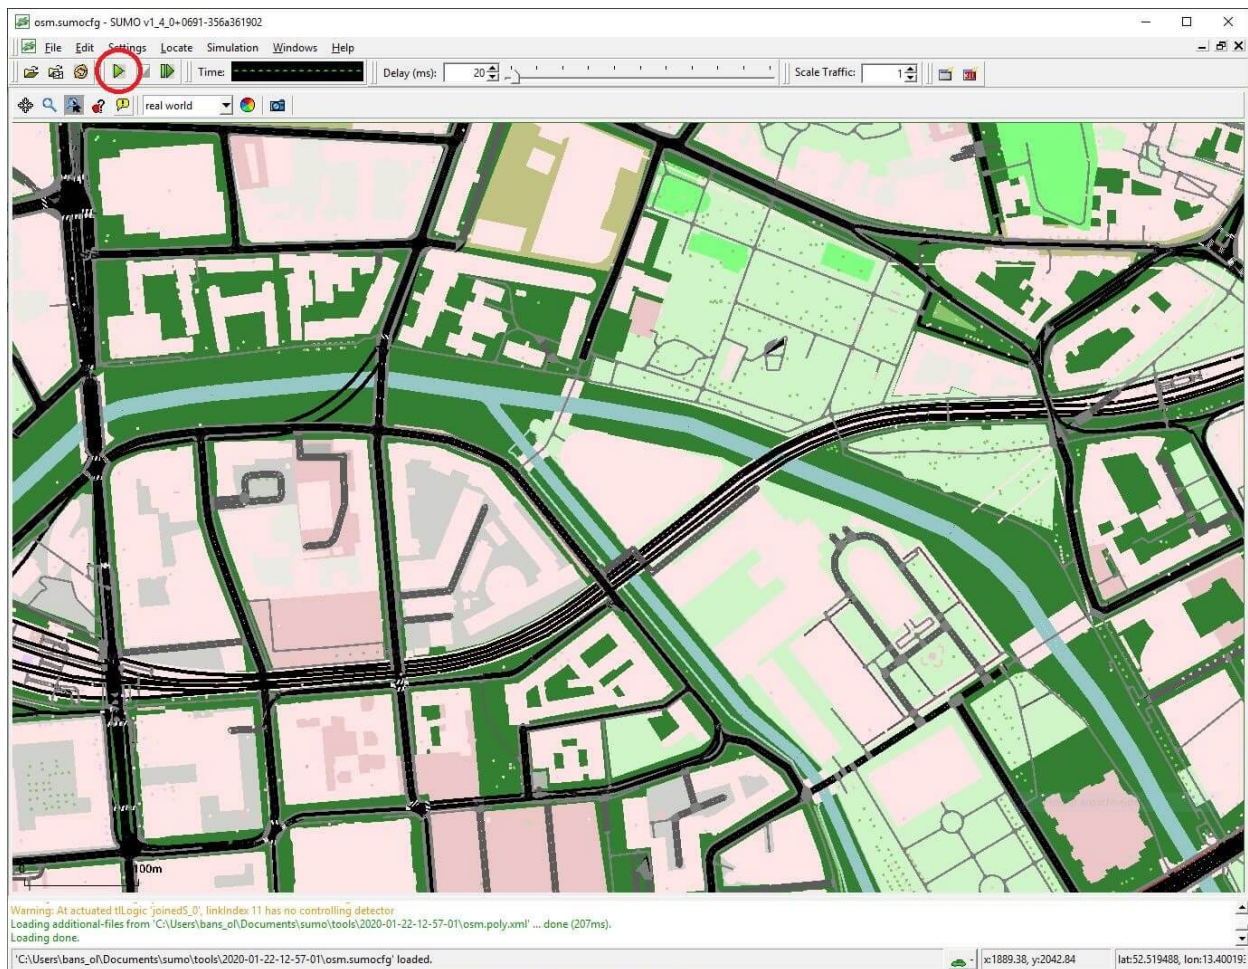 osm.sumocfg - SUMO v1_4_0+0691-356a361902
File Edit Settings Locate Simulation Windows Help
Time: Delay (ms): 20 Scale Traffic: 1
real world
0 100m
Warning: At actuated tlLogic 'joinedS_0', linkIndex 11 has no controlling detector
Loading additional-files from 'C:\Users\bans_ol\Documents\sumo\tools\2020-01-22-12-57-01\osm.poly.xml' ... done (207ms).
Loading done.
'C:\Users\bans_ol\Documents\sumo\tools\2020-01-22-12-57-01\osm.sumocfg' loaded. x:1889.38, y:2042.84 lat:52.519488, lon:13.40019